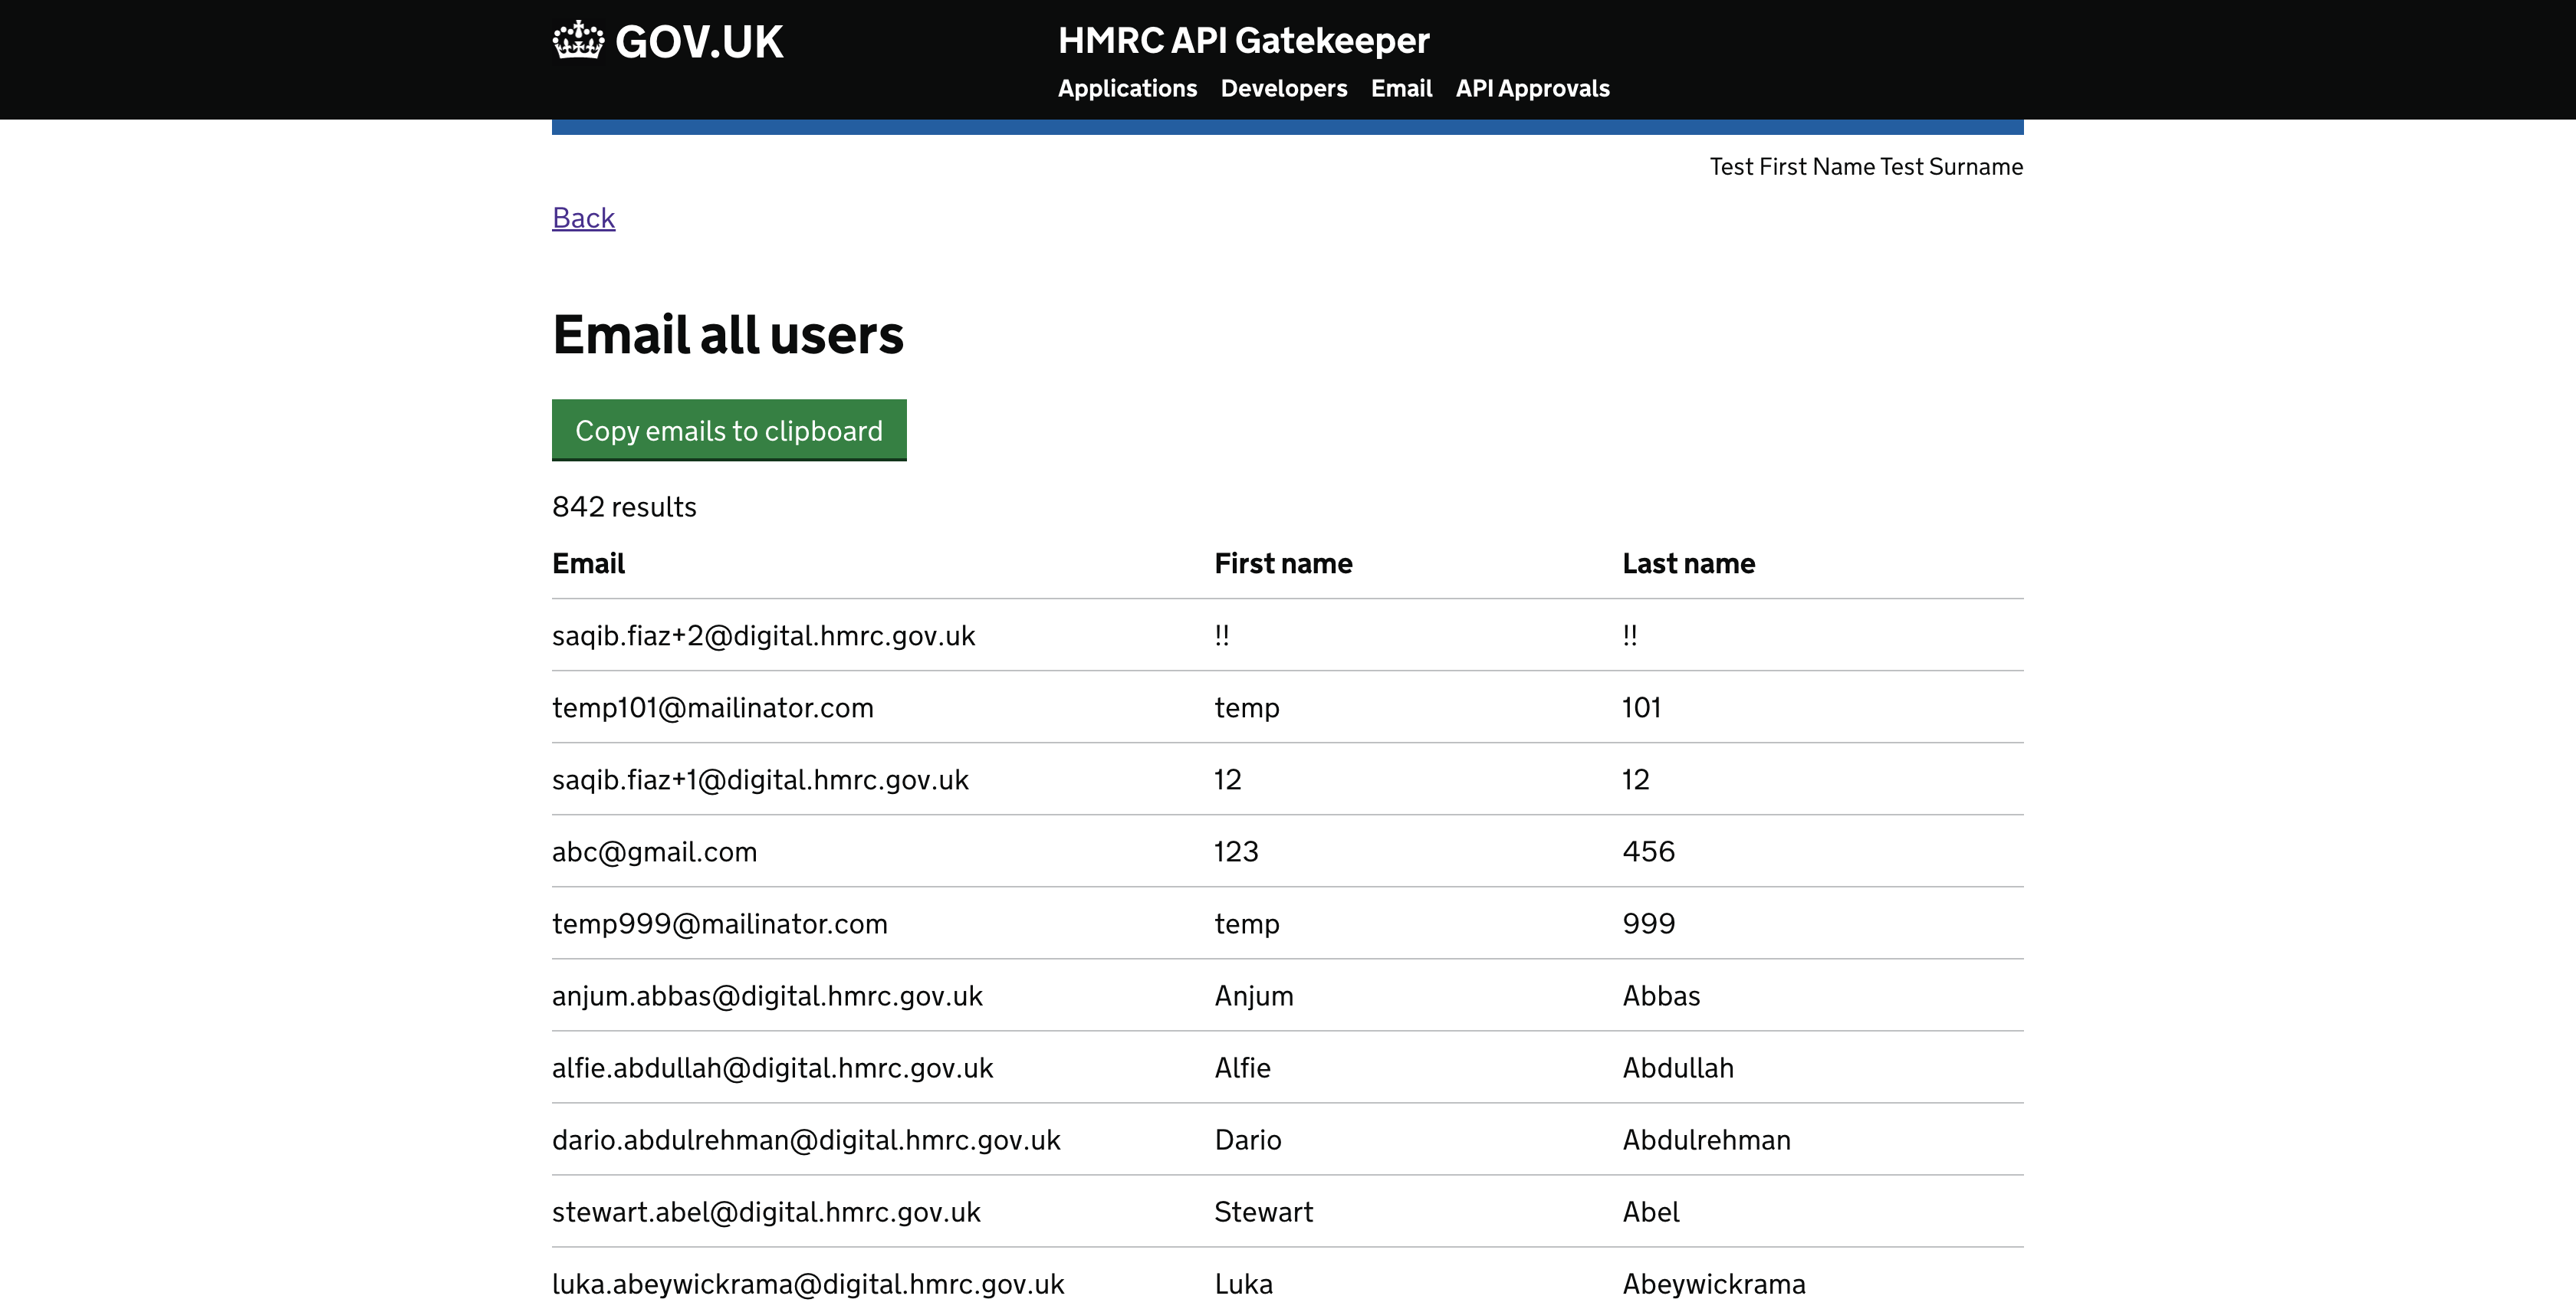 GOV.UK
HMRC API Gatekeeper
Applications Developers Email API Approvals
Test First Name Test Surname
Back
Email all users
Copy emails to clipboard
842 results
Email First name Last name
saqib.fiaz+2@digital.hmrc.gov.uk !! !!
temp101@mailinator.com temp 101
saqib.fiaz+1@digital.hmrc.gov.uk 12 12
abc@gmail.com 123 456
temp999@mailinator.com temp 999
anjum.abbas@digital.hmrc.gov.uk Anjum Abbas
alfie.abdullah@digital.hmrc.gov.uk Alfie Abdullah
dario.abdulrehman@digital.hmrc.gov.uk Dario Abdulrehman
stewart.abel@digital.hmrc.gov.uk Stewart Abel
luka.abeywickrama@digital.hmrc.gov.uk Luka Abeywickrama